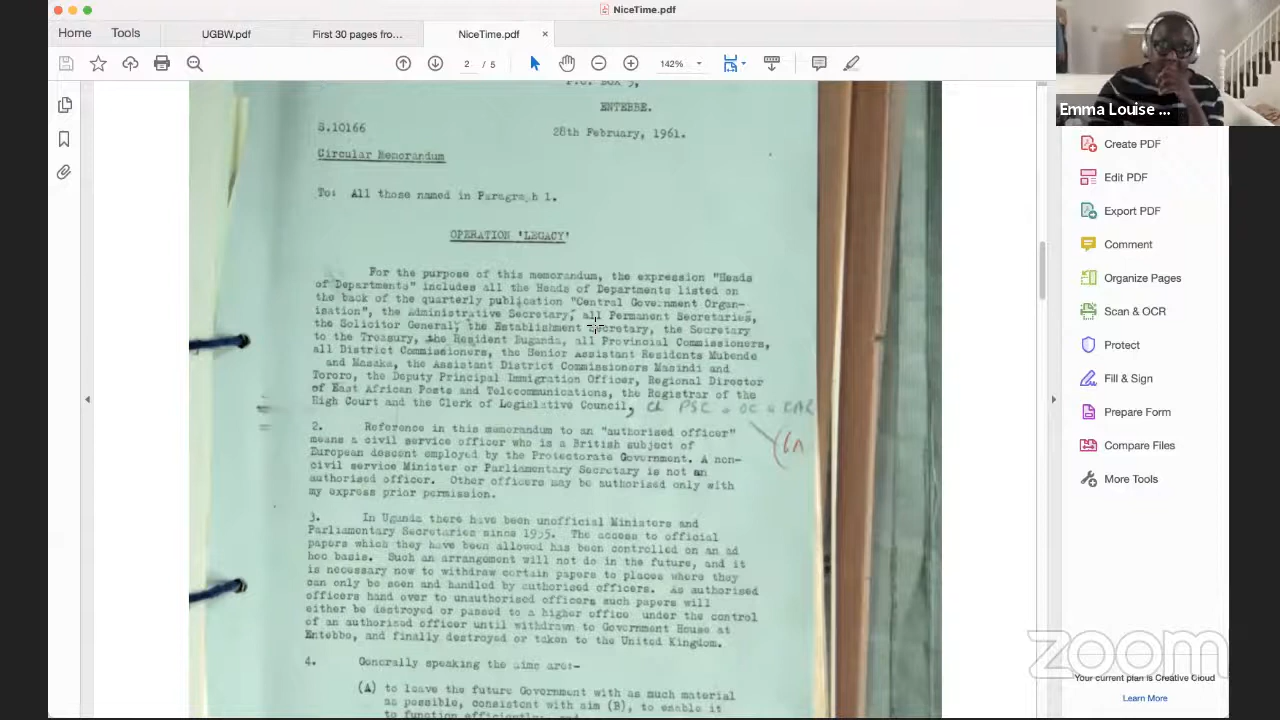 NiceTime.pdf
Home
Tools
UGBW.pdf
First 30 pages from...
NiceTime.pdf
×
2 / 5
142%
Emma Louise ...
Create PDF
Edit PDF
Export PDF
Comment
Organize Pages
Scan & OCR
Protect
Fill & Sign
Prepare Form
Compare Files
More Tools
ENTEBBE.
S.10166
28th February, 1961.
Circular Memorandum
To: All those named in Paragraph 1.
OPERATION 'LEGACY'
For the purpose of this memorandum, the expression "Heads
of Departments" includes all the Heads of Departments listed on
the back of the quarterly publication "Central Government Organ-
isation", the Administrative Secretary, all Permanent Secretaries,
the Solicitor General, the Establishment Secretary, the Secretary
to the Treasury, the Resident Buganda, all Provincial Commissioners,
all District Commissioners, the Senior Assistant Residents Mubende
and Masaka, the Assistant District Commissioners Masindi and
Tororo, the Deputy Principal Immigration Officer, Regional Director
of East African Posts and Telecommunications, the Registrar of the
High Court and the Clerk of Legislative Council,
2. Reference in this memorandum to an "authorised officer"
means a civil service officer who is a British subject of
European descent employed by the Protectorate Government. A non-
civil service Minister or Parliamentary Secretary is not an
authorised officer. Other officers may be authorised only with
my express prior permission.
3. In Uganda there have been unofficial Ministers and
Parliamentary Secretaries since 1955. The access to official
papers which they have been allowed has been controlled on an ad
hoc basis. Such an arrangement will not do in the future, and it
is necessary now to withdraw certain papers to places where they
can only be seen and handled by authorised officers. As authorised
officers hand over to unauthorised officers such papers will
either be destroyed or passed to a higher office under the control
of an authorised officer until withdrawn to Government House at
Entebbe, and finally destroyed or taken to the United Kingdom.
4. Generally speaking the aims are:-
(A) to leave the future Government with as much material
as possible, consistent with aim (B), to enable it
to function efficiently; and
zoom
Your current plan is Creative Cloud
Learn More